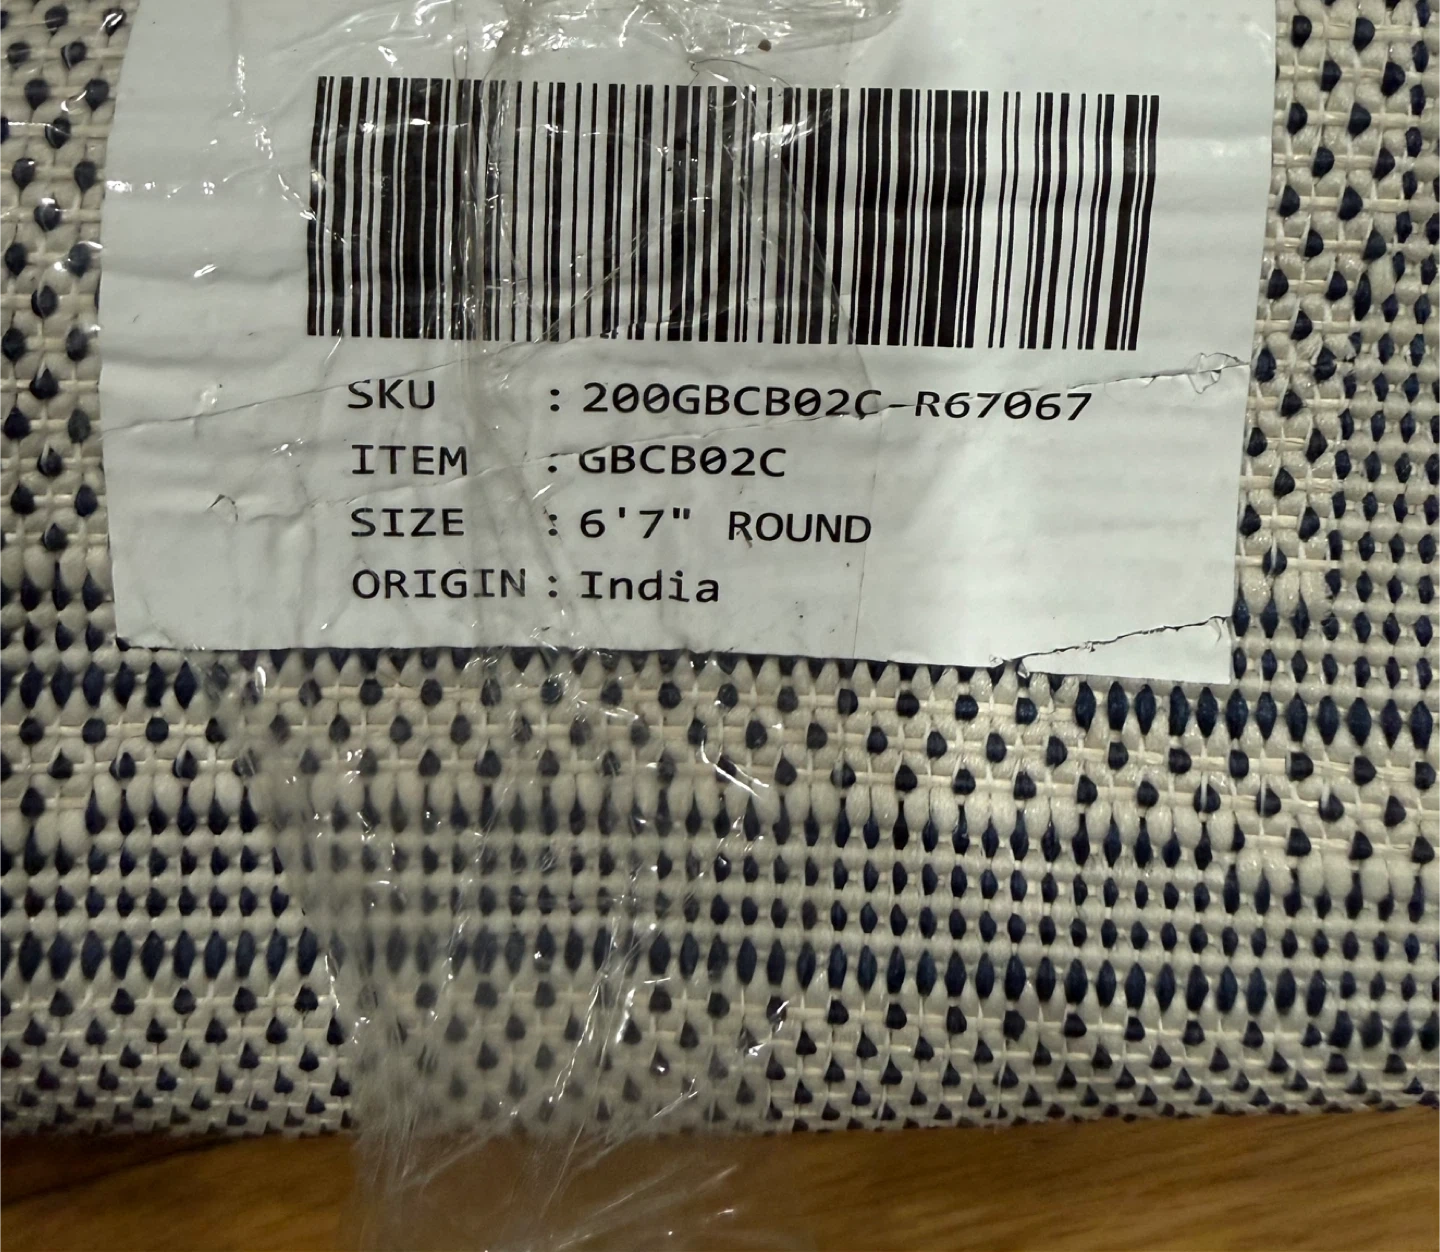 SKU : 200GBCB02C-R67067
ITEM : GBCB02C
SIZE : 6'7" ROUND
ORIGIN : India